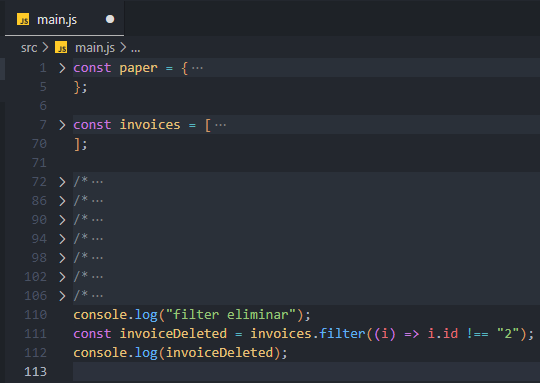 JS main.js
src > JS main.js > ...
1 > const paper = { ...
5 };
6
7 > const invoices = [ ...
70 ];
71
72 > /* ...
86 > /* ...
90 > /* ...
94 > /* ...
98 > /* ...
102 > /* ...
106 > /* ...
110 console.log("filter eliminar");
111 const invoiceDeleted = invoices.filter((i) => i.id !== "2");
112 console.log(invoiceDeleted);
113